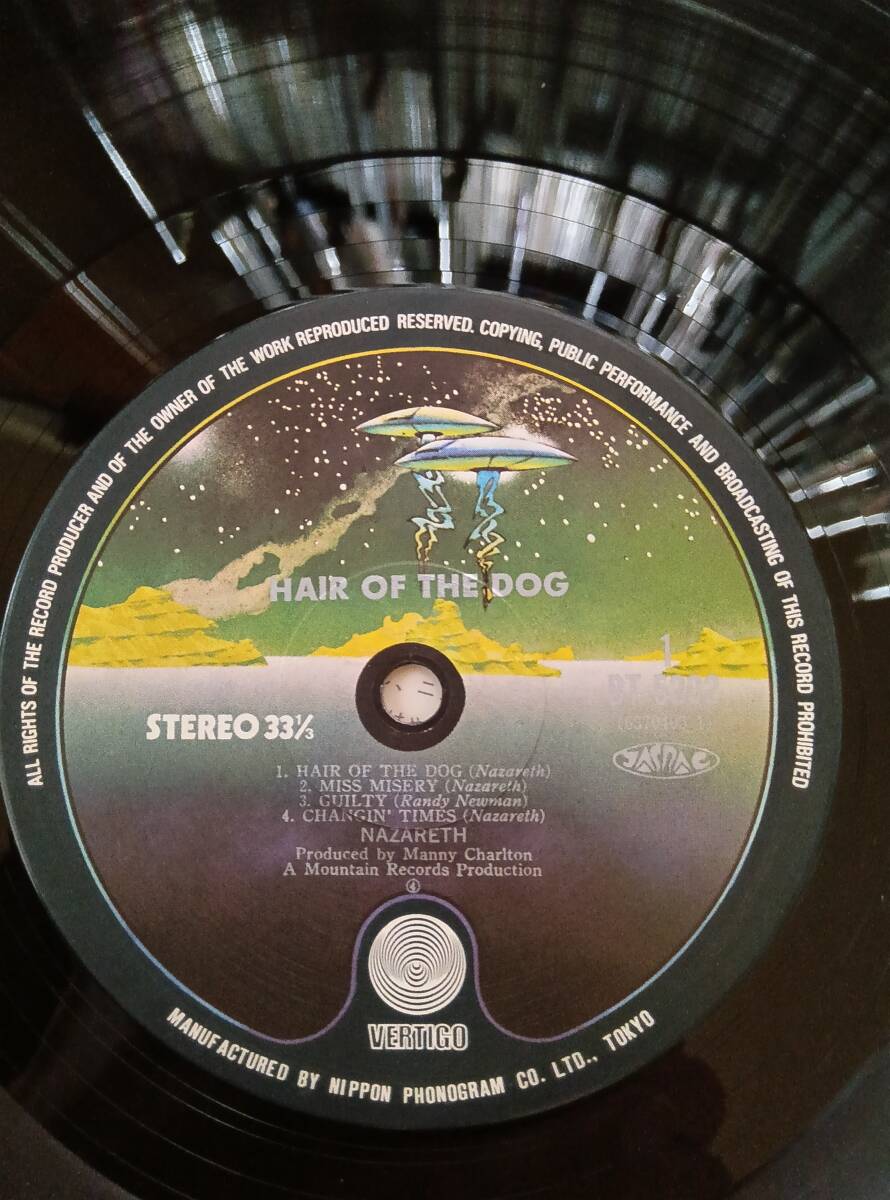 ALL RIGHTS OF THE RECORD PRODUCER AND OF THE OWNER OF THE WORK REPRODUCED RESERVED. COPYING, PUBLIC PERFORMANCE AND BROADCASTING OF THIS RECORD PROHIBITED
HAIR OF THE DOG
1
STEREO 33⅓
JASRAC
1. HAIR OF THE DOG (Nazareth)
2. MISS MISERY (Nazareth)
3. GUILTY (Randy Newman)
4. CHANGIN' TIMES (Nazareth)
NAZARETH
Produced by Manny Charlton
A Mountain Records Production
④
VERTIGO
MANUFACTURED BY NIPPON PHONOGRAM CO. LTD., TOKYO